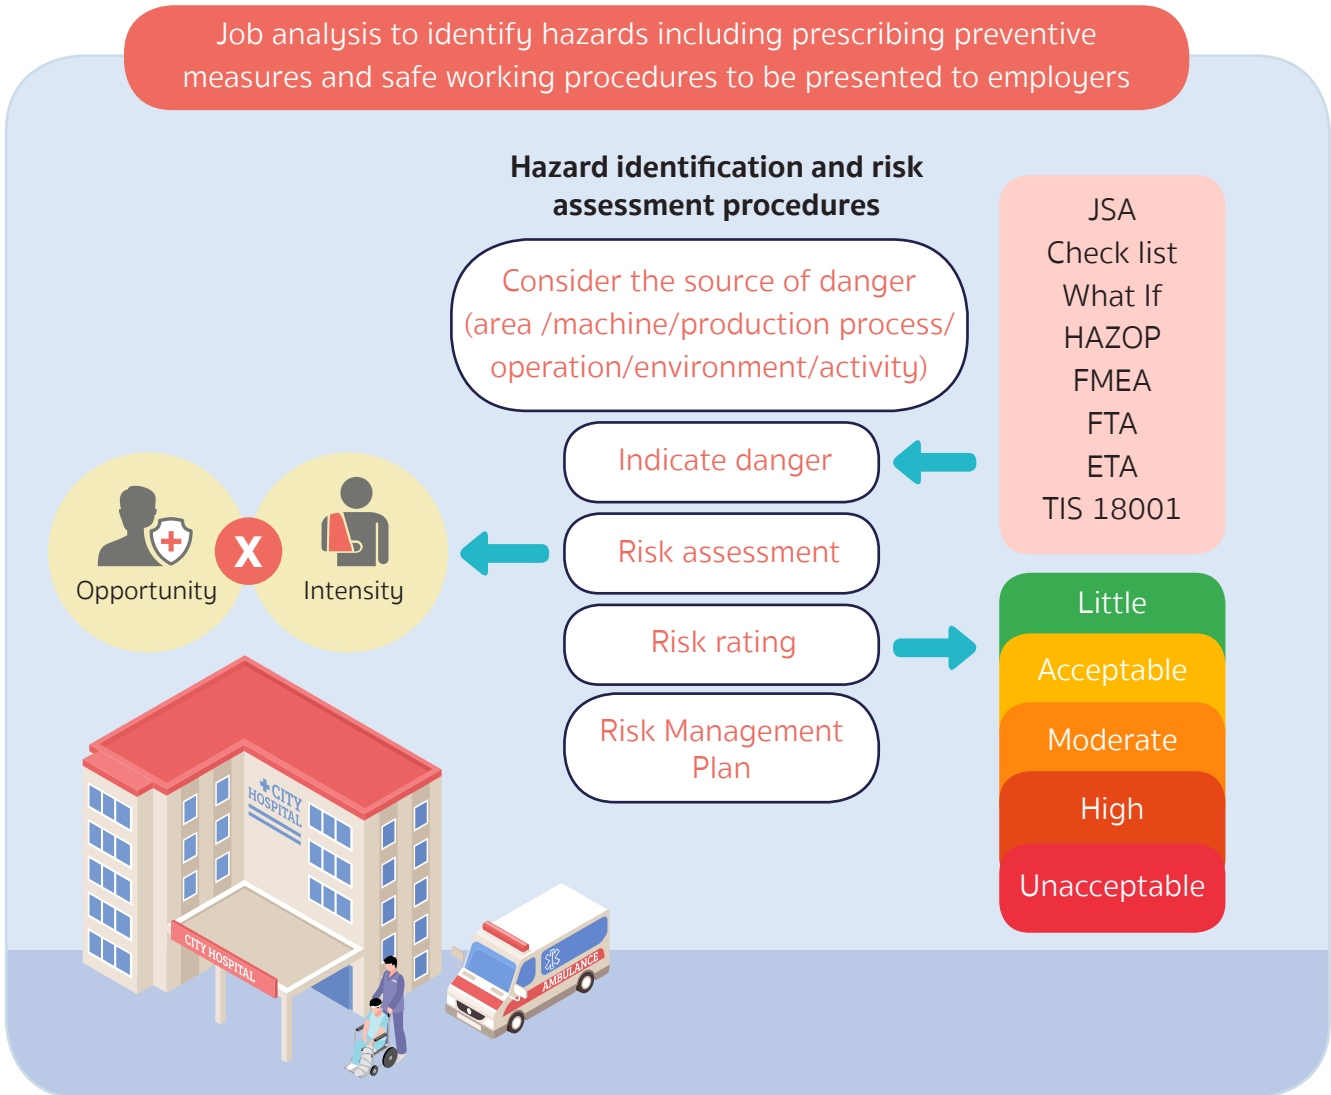 Job analysis to identify hazards including prescribing preventive
measures and safe working procedures to be presented to employers
Hazard identification and risk
assessment procedures
Consider the source of danger
(area /machine/production process/
operation/environment/activity)
Indicate danger
Risk assessment
Risk rating
Risk Management
Plan
JSA
Check list
What If
HAZOP
FMEA
FTA
ETA
TIS 18001
Opportunity
X
Intensity
Little
Acceptable
Moderate
High
Unacceptable
CITY
HOSPITAL
CITY HOSPITAL
AMBULANCE